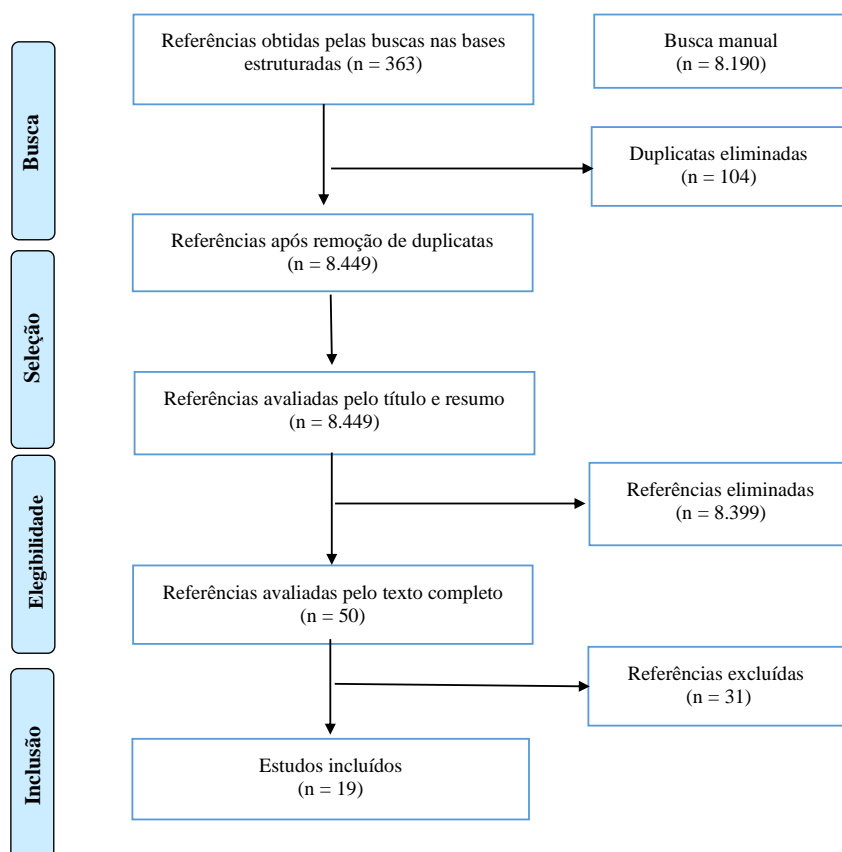 Referências obtidas pelas buscas nas bases
estruturadas (n = 363)
Busca manual
(n = 8.190)
Busca
Duplicatas eliminadas
(n = 104)
Referências após remoção de duplicatas
(n = 8.449)
Seleção
Referências avaliadas pelo título e resumo
(n = 8.449)
Elegibilidade
Referências eliminadas
(n = 8.399)
Referências avaliadas pelo texto completo
(n = 50)
Referências excluídas
(n = 31)
Inclusão
Estudos incluídos
(n = 19)